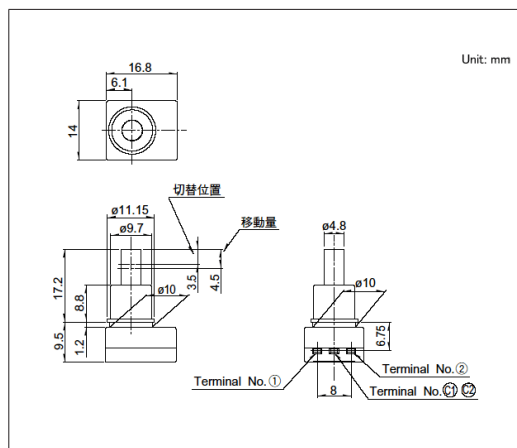 Unit: mm
16.8
6.1
14
切替位置
移動量
ø11.15
ø9.7
ø4.8
17.2
8.8
3.5
4.5
ø10
ø10
9.5
1.2
6.75
Terminal No.①
Terminal No.②
8
Terminal No.C1 C2